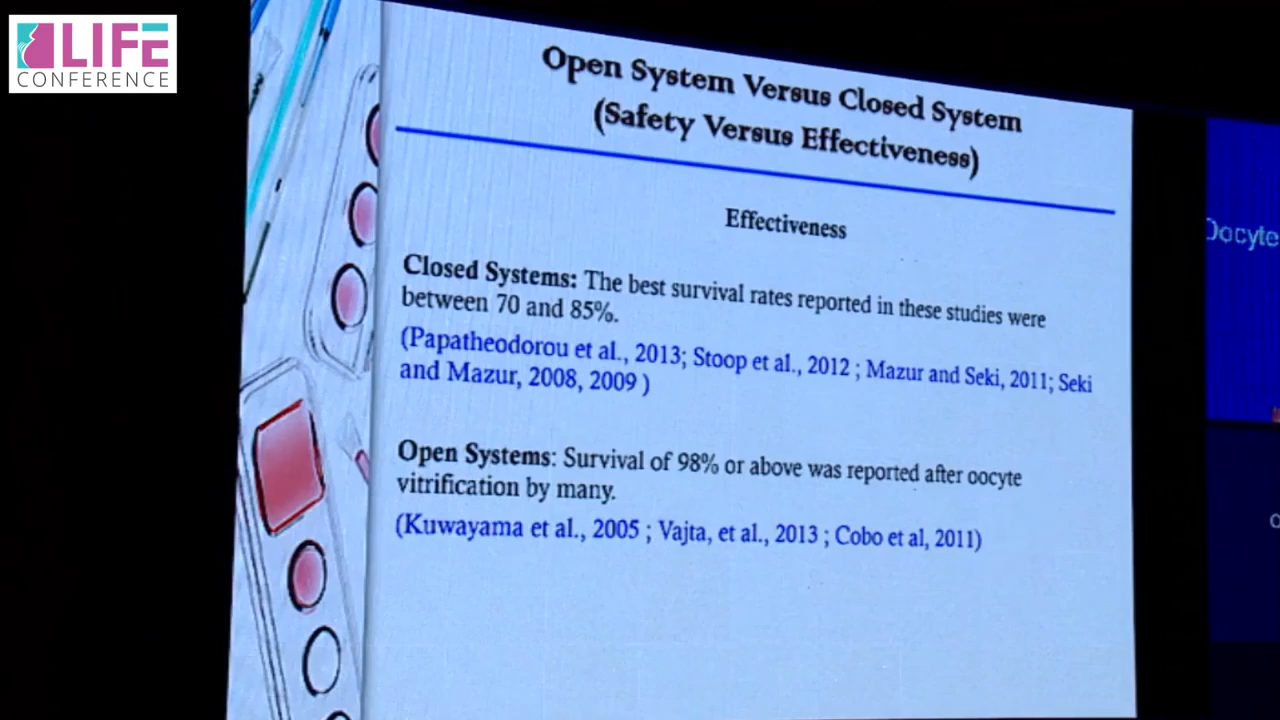 LIFE
CONFERENCE
Open System Versus Closed System
(Safety Versus Effectiveness)
Effectiveness
Closed Systems: The best survival rates reported in these studies were
between 70 and 85%.
(Papatheodorou et al., 2013; Stoop et al., 2012 ; Mazur and Seki, 2011; Seki
and Mazur, 2008, 2009 )
Open Systems: Survival of 98% or above was reported after oocyte
vitrification by many.
(Kuwayama et al., 2005 ; Vajta, et al., 2013 ; Cobo et al, 2011)
Oocyte